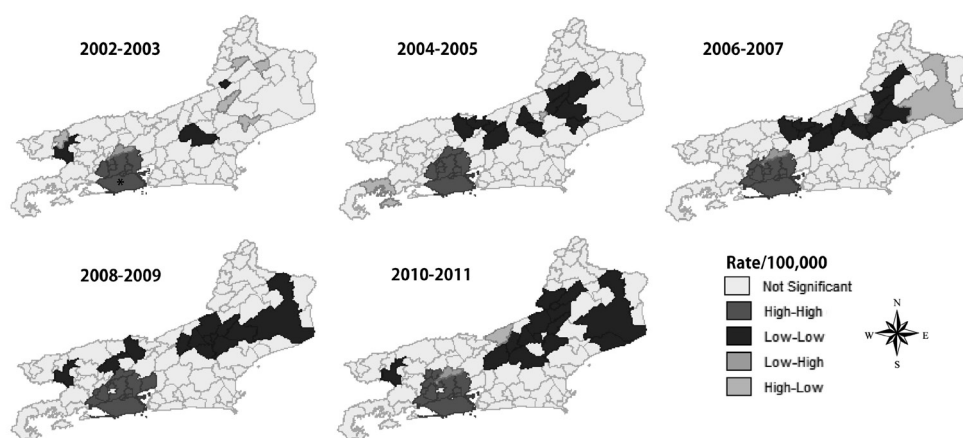 2002-2003
2004-2005
2006-2007
*
2008-2009
2010-2011
Rate/100,000
Not Significant
High-High
Low-Low
Low-High
High-Low
N
W E
S